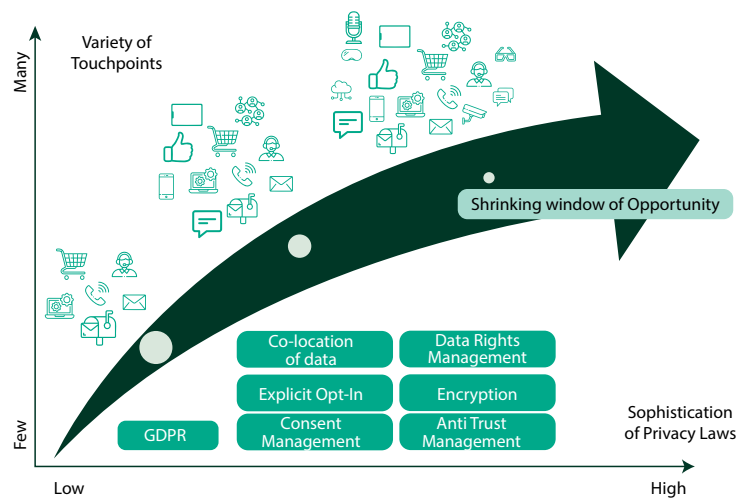 Many
Variety of
Touchpoints
Shrinking window of Opportunity
Co-location
of data
Data Rights
Management
Explicit Opt-In
Encryption
GDPR
Consent
Management
Anti Trust
Management
Few
Sophistication
of Privacy Laws
Low
High